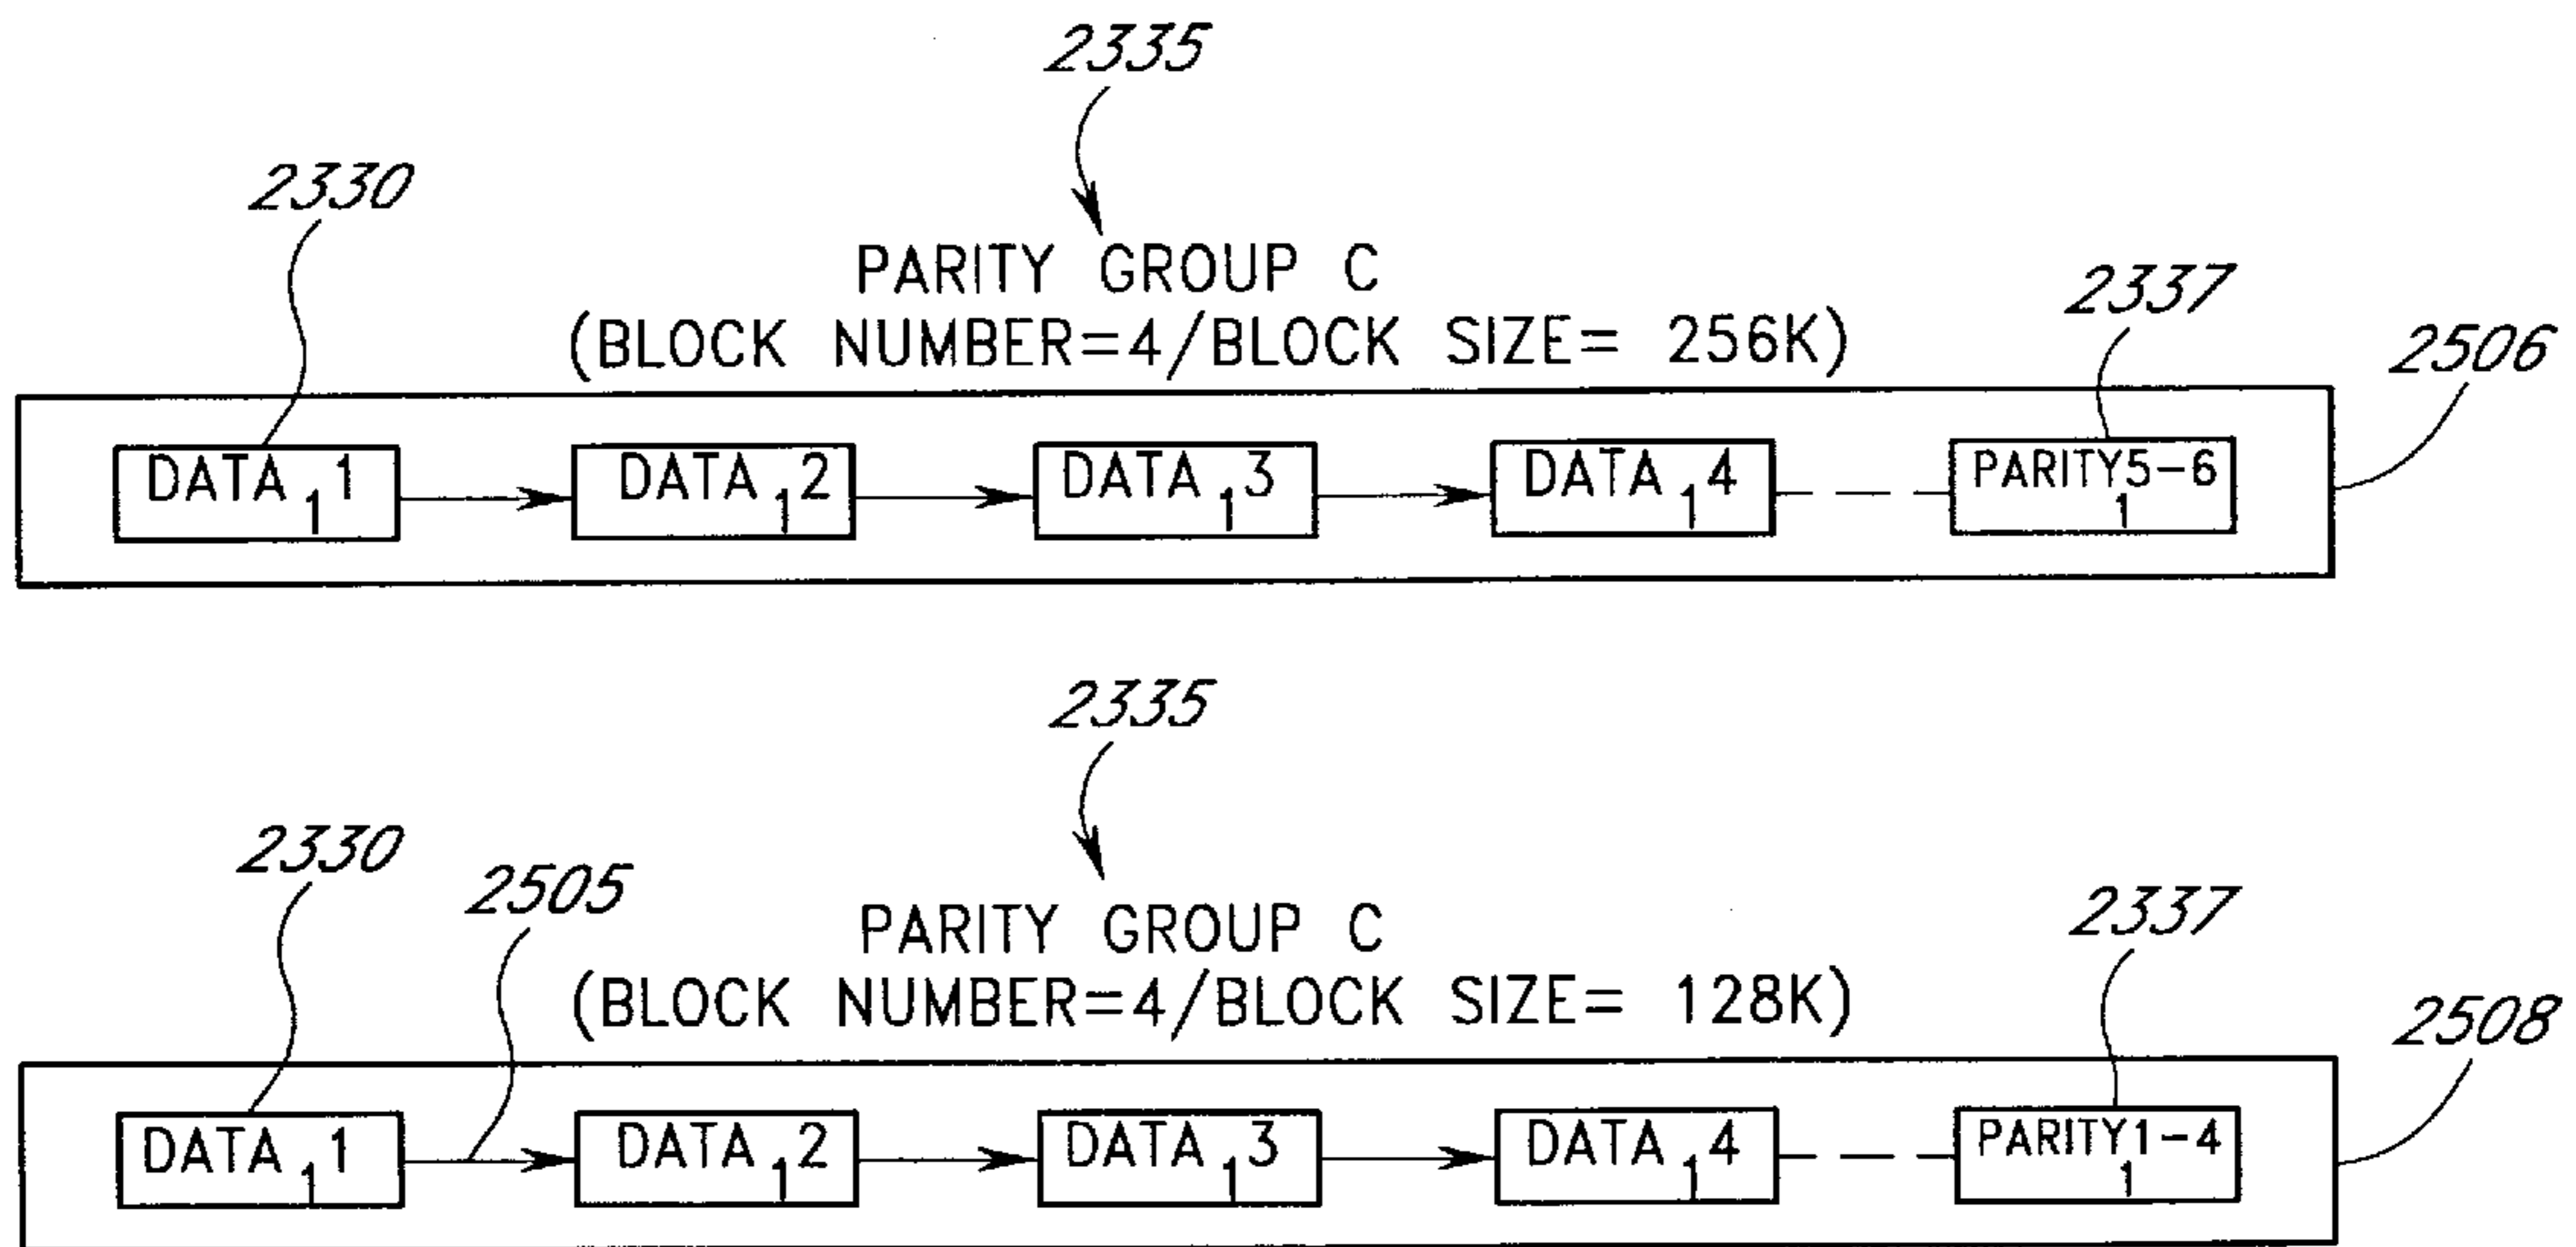 2335
2330
PARITY GROUP C
2337
(BLOCK NUMBER=4/BLOCK SIZE= 256K)
2506
DATA 1 1
DATA 1 2
DATA 1 3
DATA 1 4
PARITY5-6
1
2335
2330
2505
PARITY GROUP C
2337
(BLOCK NUMBER=4/BLOCK SIZE= 128K)
2508
DATA 1 1
DATA 1 2
DATA 1 3
DATA 1 4
PARITY1-4
1